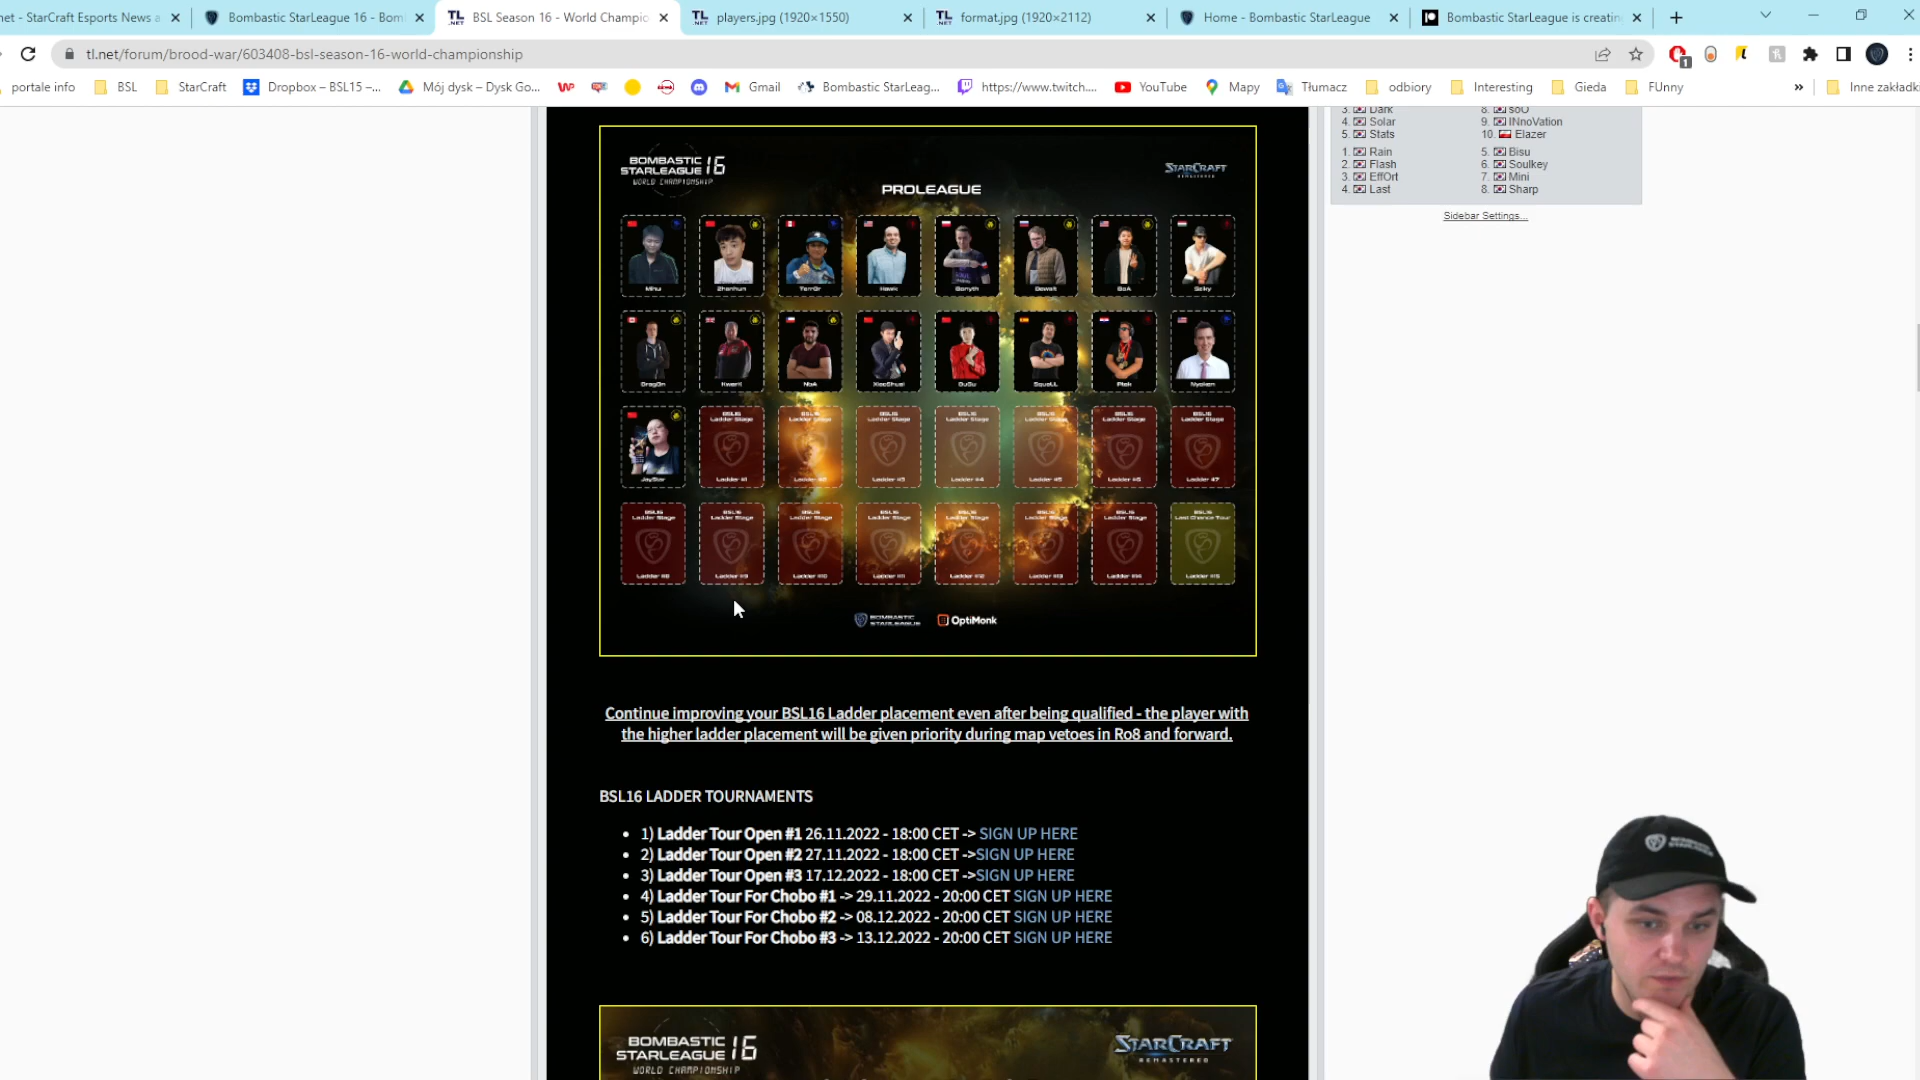 net - StarCraft Esports News a
Bombastic StarLeague 16 - Bom
BSL Season 16 - World Champio
players.jpg (1920×1550)
format.jpg (1920×2112)
Home - Bombastic StarLeague
Bombastic StarLeague is creatin
tl.net/forum/brood-war/603408-bsl-season-16-world-championship
1
portale info
BSL
StarCraft
Dropbox – BSL15 –...
Mój dysk – Dysk Go...
Gmail
Bombastic StarLeag...
https://www.twitch....
YouTube
Mapy
Tłumacz
odbiory
Interesting
Gieda
FUnny
»
Inne zakładki
3. Dark
8. soO
4. Solar
9. INnoVation
5. Stats
10. Elazer
1. Rain
5. Bisu
2. Flash
6. Soulkey
3. EffOrt
7. Mini
4. Last
8. Sharp
Sidebar Settings...
BOMBASTIC
STARLEAGUE 16
WORLD CHAMPIONSHIP
STARCRAFT
REMASTERED
PROLEAGUE
Mihu
Zhanhun
Terr0r
Hawk
Bonyth
Dewalt
BoA
Sziky
DragOn
Kwark
NaA
XiaoShuai
DuGu
SqueLL
Ptak
Nyoken
JayStar
BSL16
Ladder Stage
Ladder #1
BSL16
Ladder Stage
Ladder #2
BSL16
Ladder Stage
Ladder #3
BSL16
Ladder Stage
Ladder #4
BSL16
Ladder Stage
Ladder #5
BSL16
Ladder Stage
Ladder #6
BSL16
Ladder Stage
Ladder #7
BSL16
Ladder Stage
Ladder #8
BSL16
Ladder Stage
Ladder #9
BSL16
Ladder Stage
Ladder #10
BSL16
Ladder Stage
Ladder #11
BSL16
Ladder Stage
Ladder #12
BSL16
Ladder Stage
Ladder #13
BSL16
Ladder Stage
Ladder #14
BSL16
Last Chance Tour
Ladder #15
BOMBASTIC
STARLEAGUE
OptiMonk
Continue improving your BSL16 Ladder placement even after being qualified - the player with
the higher ladder placement will be given priority during map vetoes in Ro8 and forward.
BSL16 LADDER TOURNAMENTS
• 1) Ladder Tour Open #1 26.11.2022 - 18:00 CET -> SIGN UP HERE
• 2) Ladder Tour Open #2 27.11.2022 - 18:00 CET ->SIGN UP HERE
• 3) Ladder Tour Open #3 17.12.2022 - 18:00 CET ->SIGN UP HERE
• 4) Ladder Tour For Chobo #1 -> 29.11.2022 - 20:00 CET SIGN UP HERE
• 5) Ladder Tour For Chobo #2 -> 08.12.2022 - 20:00 CET SIGN UP HERE
• 6) Ladder Tour For Chobo #3 -> 13.12.2022 - 20:00 CET SIGN UP HERE
BOMBASTIC
STARLEAGUE 16
WORLD CHAMPIONSHIP
STARCRAFT
REMASTERED
BOMBASTIC
STARLEAGUE